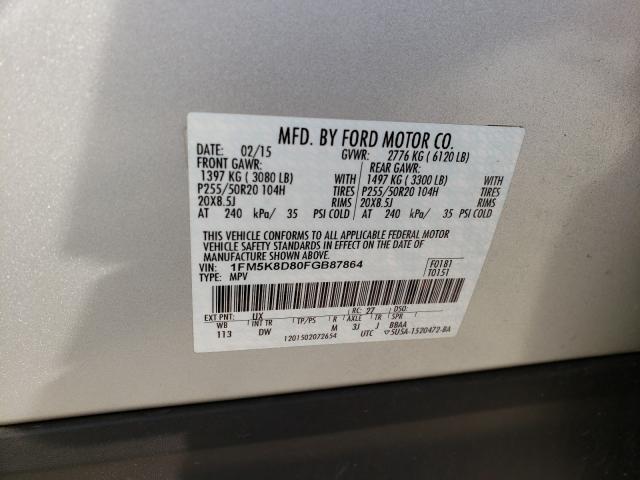 MFD. BY FORD MOTOR CO.
DATE: 02/15 GVWR: 2776 KG ( 6120 LB)
FRONT GAWR: REAR GAWR:
1397 KG ( 3080 LB) WITH 1497 KG ( 3300 LB) WITH
P255/50R20 104H TIRES P255/50R20 104H TIRES
20X8.5J RIMS 20X8.5J RIMS
AT 240 kPa/ 35 PSI COLD AT 240 kPa/ 35 PSI COLD
THIS VEHICLE CONFORMS TO ALL APPLICABLE FEDERAL MOTOR
VEHICLE SAFETY STANDARDS IN EFFECT ON THE DATE OF
MANUFACTURE SHOWN ABOVE.
VIN: 1FM5K8D80FGB87864 F0181
TYPE: MPV T0151
EXT PNT: UX RC: 27 DSO:
WB INT TR TP/PS R AXLE TR SPR
113 DW M 3J J BBAA
1201502072654 UTC 5U5A-1520472-BA